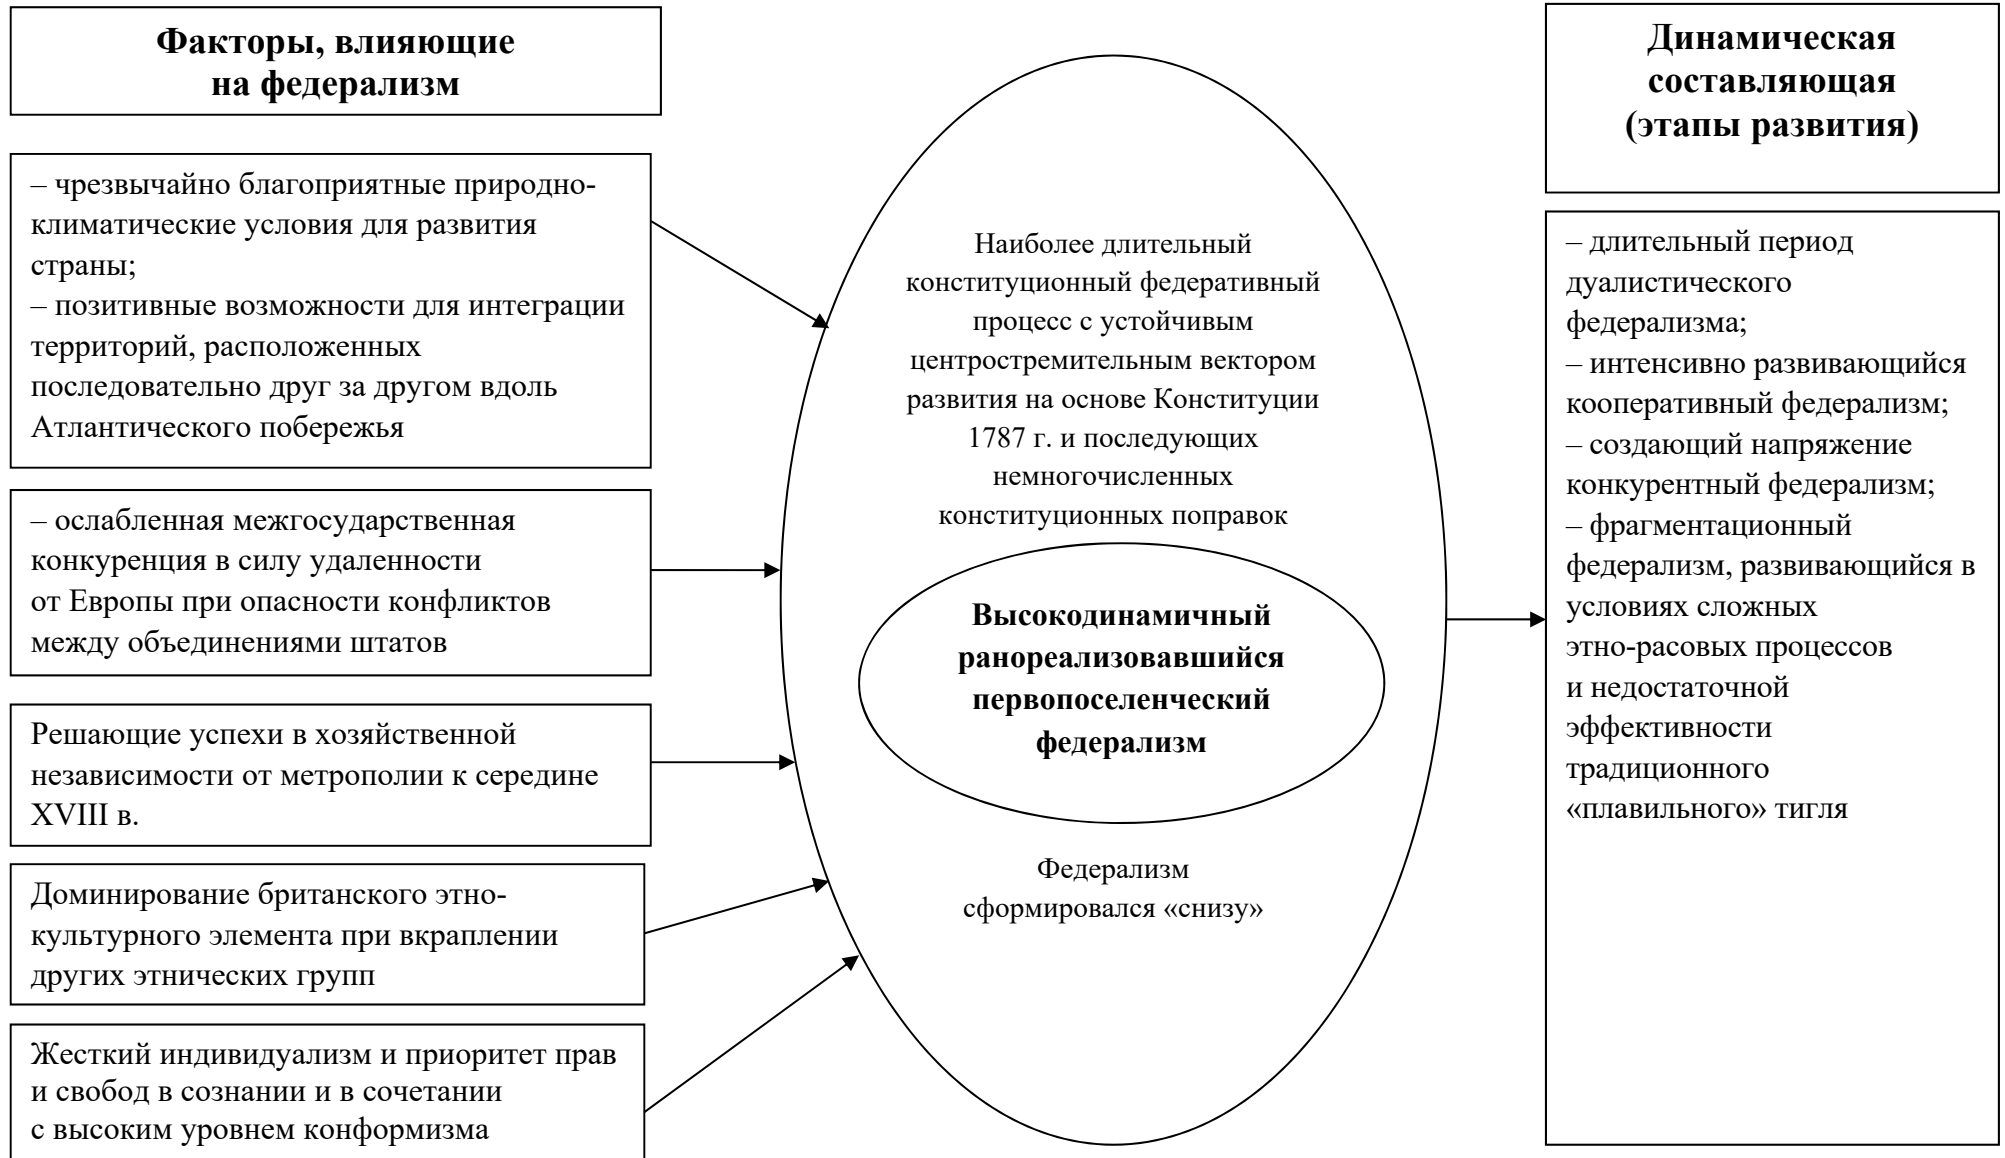 Факторы, влияющие
на федерализм
– чрезвычайно благоприятные природно-
климатические условия для развития
страны;
– позитивные возможности для интеграции
территорий, расположенных
последовательно друг за другом вдоль
Атлантического побережья
– ослабленная межгосударственная
конкуренция в силу удаленности
от Европы при опасности конфликтов
между объединениями штатов
Решающие успехи в хозяйственной
независимости от метрополии к середине
XVIII в.
Доминирование британского этно-
культурного элемента при вкраплении
других этнических групп
Жесткий индивидуализм и приоритет прав
и свобод в сознании и в сочетании
с высоким уровнем конформизма
Наиболее длительный
конституционный федеративный
процесс с устойчивым
центростремительным вектором
развития на основе Конституции
1787 г. и последующих
немногочисленных
конституционных поправок
Высокодинамичный
ранореализовавшийся
первопоселенческий
федерализм
Федерализм
сформировался «снизу»
Динамическая
составляющая
(этапы развития)
– длительный период
дуалистического
федерализма;
– интенсивно развивающийся
кооперативный федерализм;
– создающий напряжение
конкурентный федерализм;
– фрагментационный
федерализм, развивающийся в
условиях сложных
этно-расовых процессов
и недостаточной
эффективности
традиционного
«плавильного» тигля